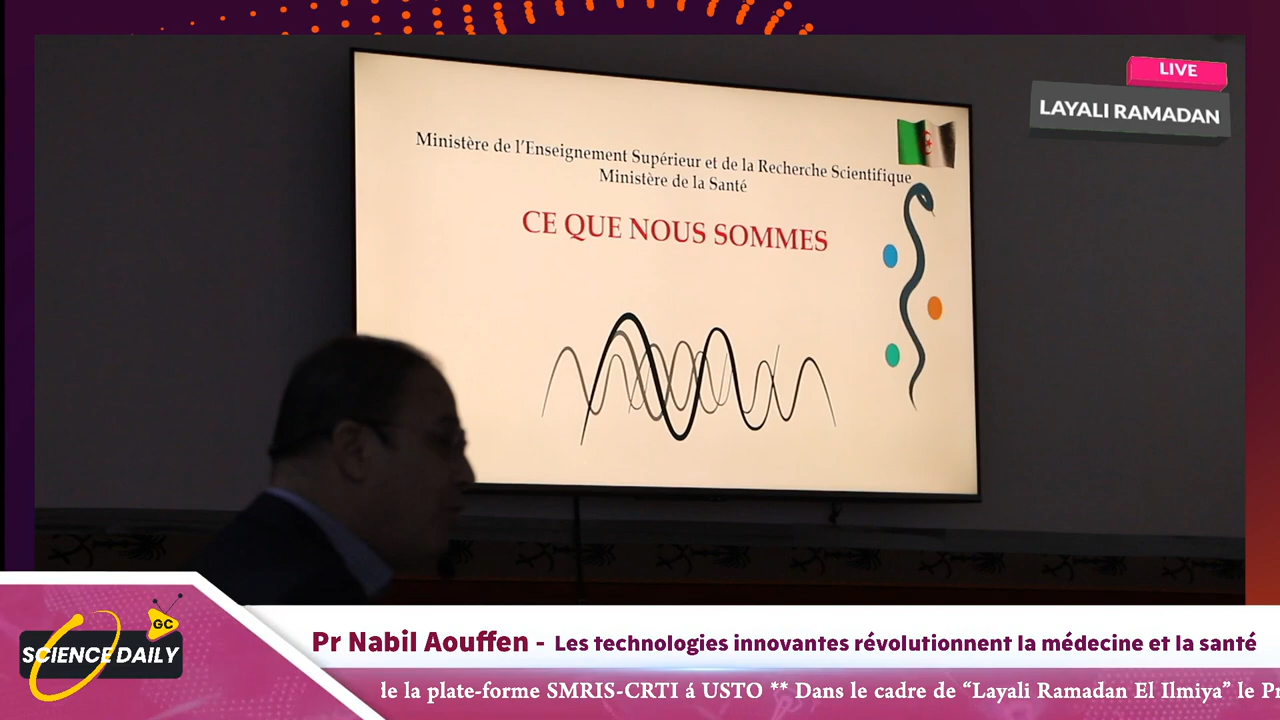 LIVE
LAYALI RAMADAN
Ministère de l'Enseignement Supérieur et de la Recherche Scientifique
Ministère de la Santé
CE QUE NOUS SOMMES
GC
SCIENCE DAILY
Pr Nabil Aouffen - Les technologies innovantes révolutionnent la médecine et la santé
le la plate-forme SMRIS-CRTI á USTO ** Dans le cadre de “Layali Ramadan El Ilmiya” le Pr